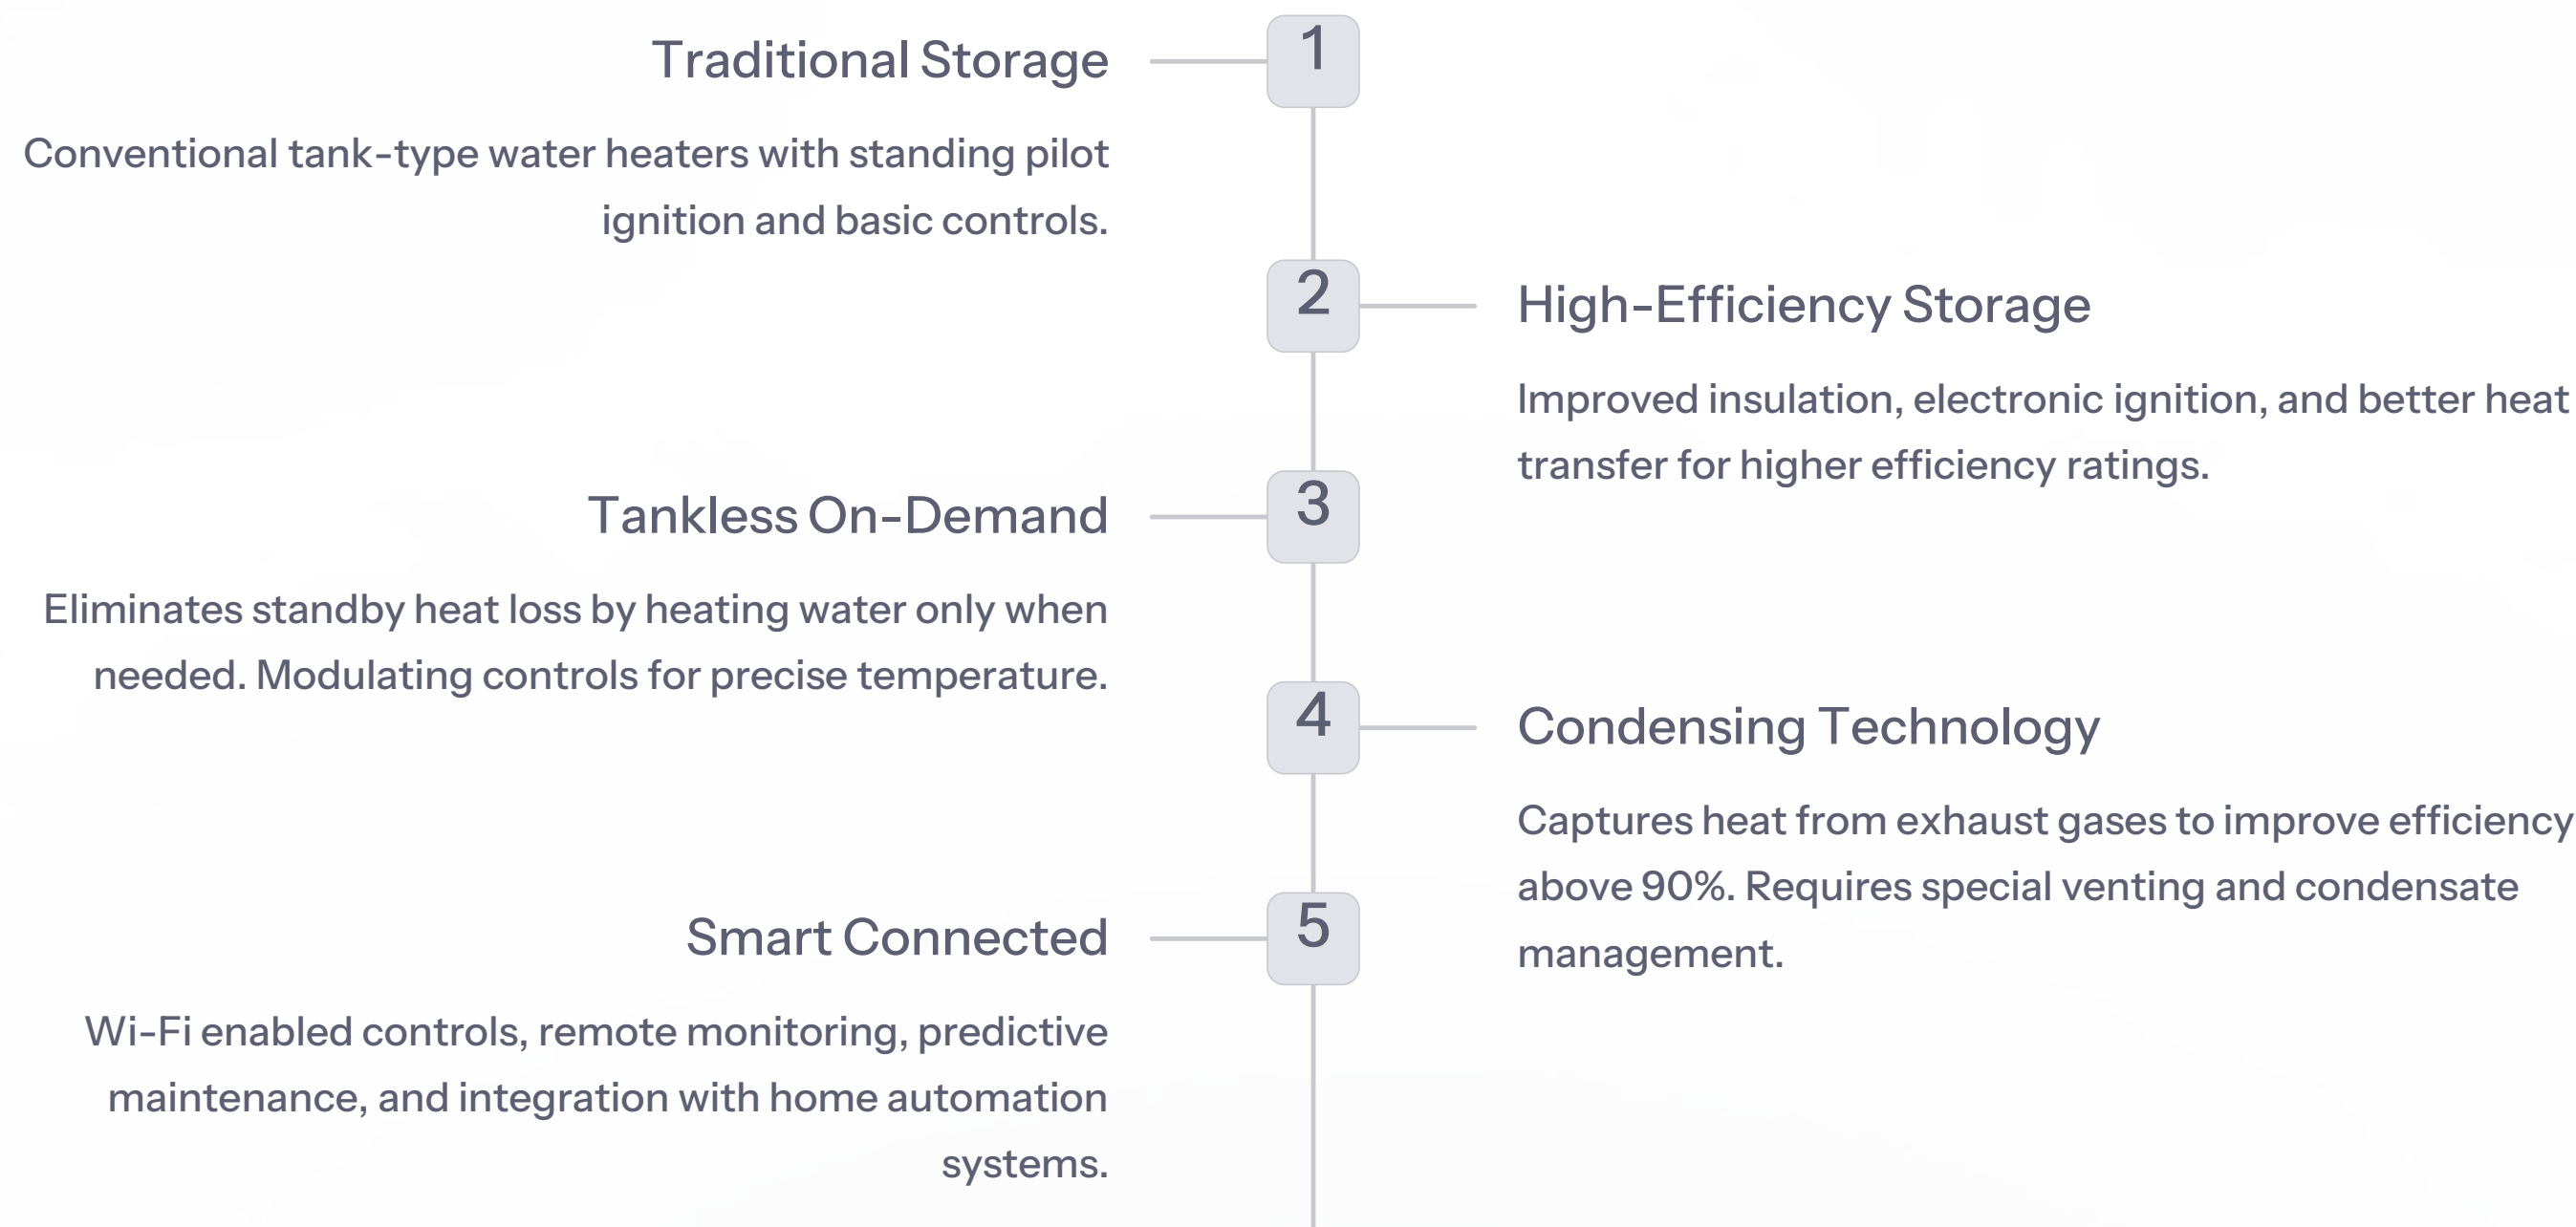 1
Traditional Storage
Conventional tank-type water heaters with standing pilot
ignition and basic controls.
2
High-Efficiency Storage
Improved insulation, electronic ignition, and better heat
transfer for higher efficiency ratings.
3
Tankless On-Demand
Eliminates standby heat loss by heating water only when
needed. Modulating controls for precise temperature.
4
Condensing Technology
Captures heat from exhaust gases to improve efficiency
above 90%. Requires special venting and condensate
management.
5
Smart Connected
Wi-Fi enabled controls, remote monitoring, predictive
maintenance, and integration with home automation
systems.